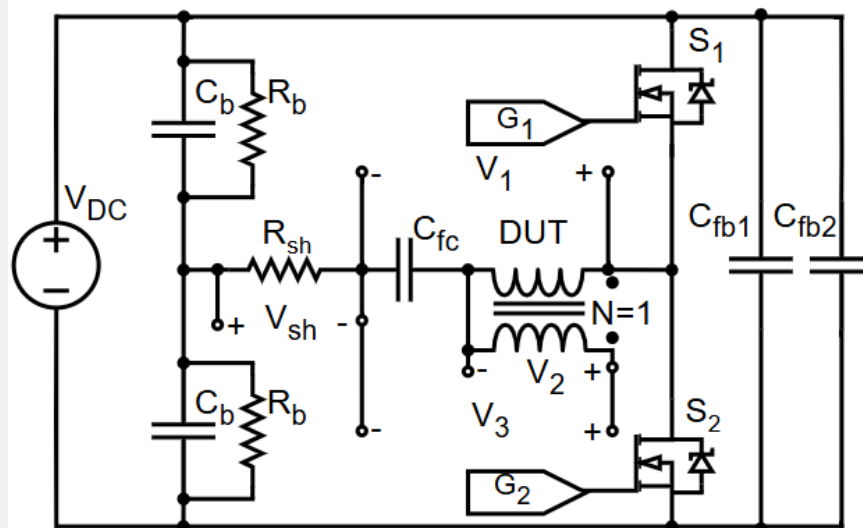 S1
Cb Rb
G1
V1 +
-
VDC
Rsh
Cfc
DUT
Cfb1 Cfb2
+
−
N=1
+ Vsh -
- V2 +
V3
-
+
S2
Cb Rb
G2